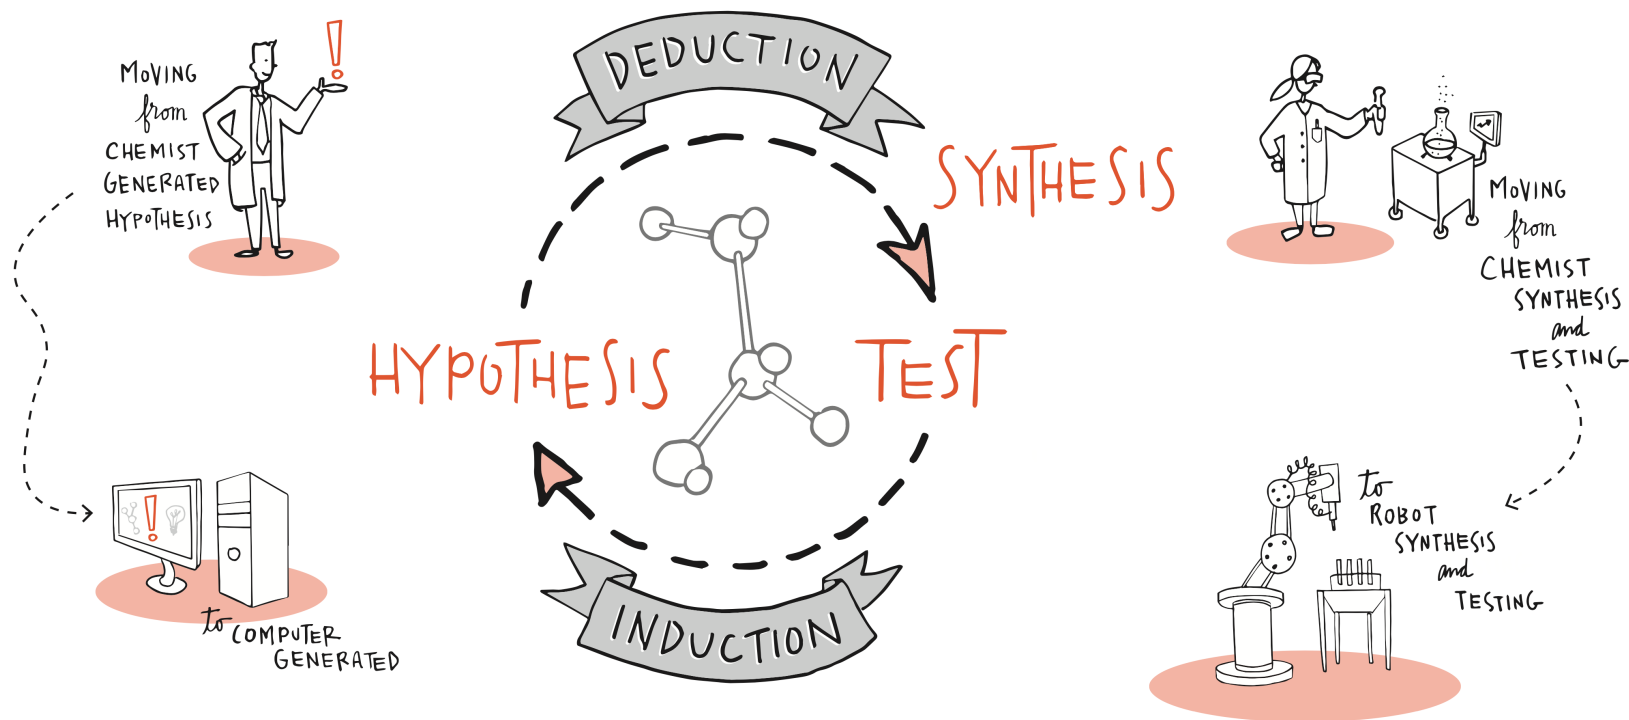 MOVING
from
CHEMIST
GENERATED
HYPOTHESIS
to COMPUTER
GENERATED
DEDUCTION
SYNTHESIS
HYPOTHESIS
TEST
INDUCTION
MOVING
from
CHEMIST
SYNTHESIS
and
TESTING
to
ROBOT
SYNTHESIS
and
TESTING